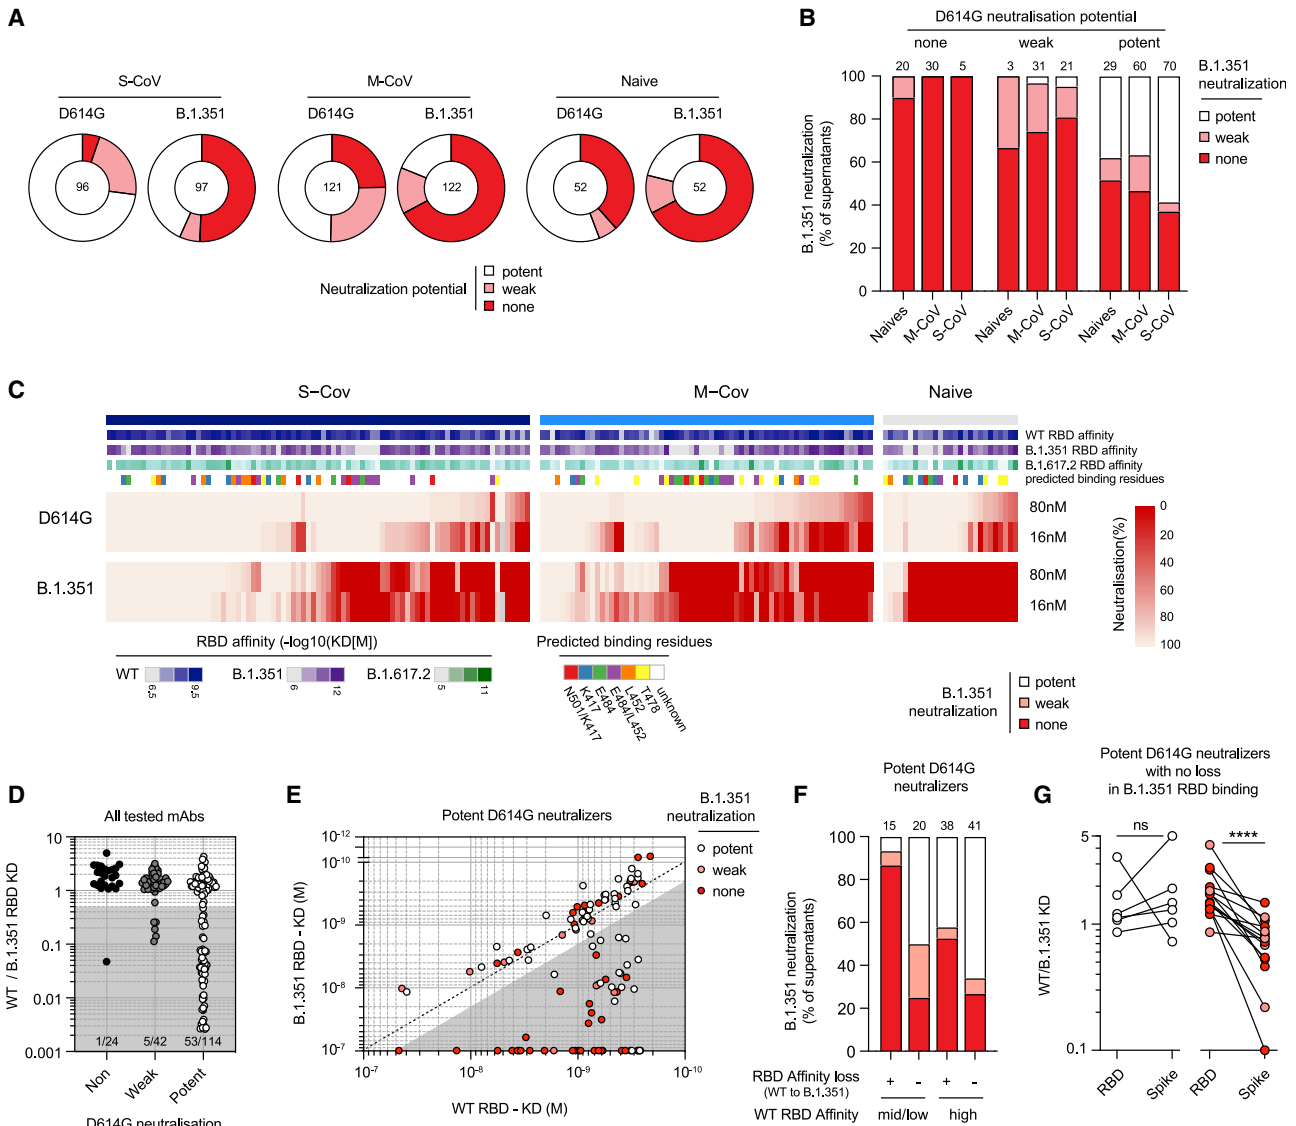 A
S-CoV
M-CoV
Naive
D614G
B.1.351
D614G
B.1.351
D614G
B.1.351
96
97
121
122
52
52
Neutralization potential
potent
weak
none
B
D614G neutralisation potential
none
weak
potent
20 30 5
3 31 21
29 60 70
B.1.351
neutralization
potent
weak
none
B.1.351 neutralization
(% of supernatants)
100
80
60
40
20
0
Naives
M-CoV
S-CoV
Naives
M-CoV
S-CoV
Naives
M-CoV
S-CoV
C
S−Cov
M−Cov
Naive
WT RBD affinity
B.1.351 RBD affinity
B.1.617.2 RBD affinity
predicted binding residues
D614G
80nM
16nM
B.1.351
80nM
16nM
Neutralisation(%)
0
20
40
60
80
100
RBD affinity (-log10(KD[M])
WT
6.5
9.5
B.1.351
6
12
B.1.617.2
5
11
Predicted binding residues
N501/K417
K417
E484
E484/L452
L452
T478
unknown
B.1.351
neutralization
potent
weak
none
D
All tested mAbs
WT / B.1.351 RBD KD
10
1
0.1
0.01
0.001
1/24
5/42
53/114
Non
Weak
Potent
D614G neutralisation
E
Potent D614G neutralizers
B.1.351
neutralization
potent
weak
none
B.1.351 RBD - KD (M)
10-12
10-10
10-9
10-8
10-7
10-7
10-8
10-9
10-10
WT RBD - KD (M)
F
Potent D614G
neutralizers
15 20 38 41
B.1.351 neutralization
(% of supernatants)
100
80
60
40
20
0
RBD Affinity loss
(WT to B.1.351)
+ - + -
WT RBD Affinity
mid/low
high
G
Potent D614G neutralizers
with no loss
in B.1.351 RBD binding
ns
****
WT/B.1.351 KD
5
1
0.1
RBD
Spike
RBD
Spike